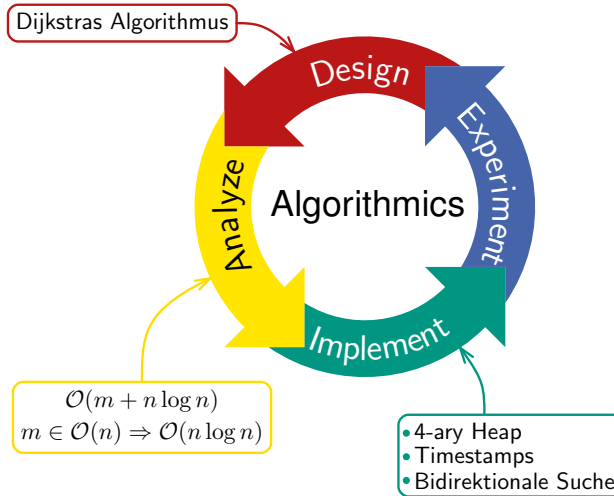 Dijkstras Algorithmus
Design
Experiment
Analyze
Algorithmics
Implement
𝒪(m + n log n)
m ∈ 𝒪(n) ⇒ 𝒪(n log n)
• 4-ary Heap
• Timestamps
• Bidirektionale Suche